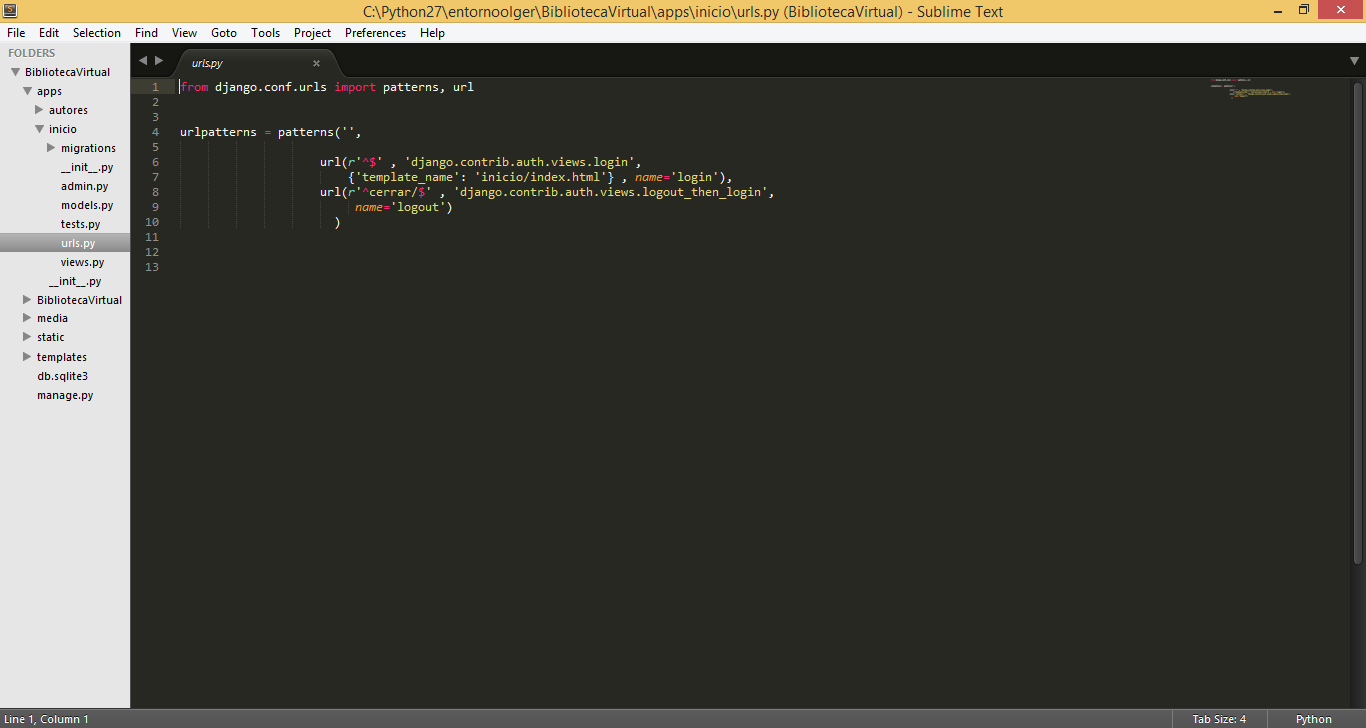 C:\Python27\entornoolger\BibliotecaVirtual\apps\inicio\urls.py (BibliotecaVirtual) - Sublime Text
File Edit Selection Find View Goto Tools Project Preferences Help
FOLDERS
BibliotecaVirtual
apps
autores
inicio
migrations
__init__.py
admin.py
models.py
tests.py
urls.py
views.py
__init__.py
BibliotecaVirtual
media
static
templates
db.sqlite3
manage.py
urls.py
1 from django.conf.urls import patterns, url
2
3
4 urlpatterns = patterns('',
5
6 url(r'^$' , 'django.contrib.auth.views.login',
7 {'template_name': 'inicio/index.html'} , name='login'),
8 url(r'^cerrar/$' , 'django.contrib.auth.views.logout_then_login',
9 name='logout')
10 )
11
12
13
Line 1, Column 1 Tab Size: 4 Python